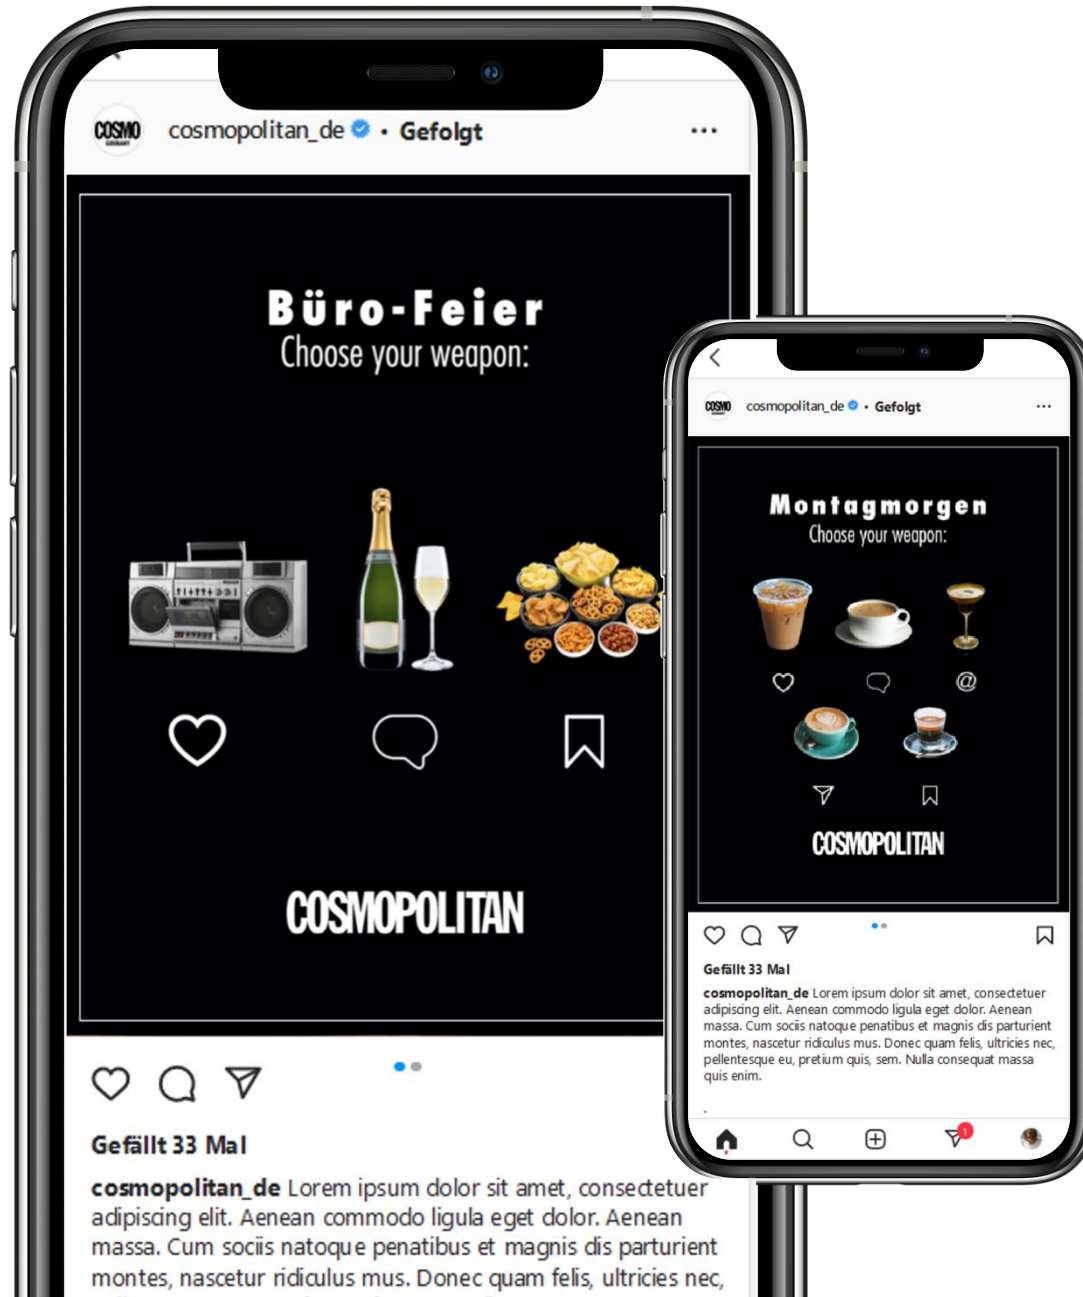 COSMO
GERMANY
cosmopolitan_de • Gefolgt
Büro-Feier
Choose your weapon:
COSMOPOLITAN
Gefällt 33 Mal
cosmopolitan_de Lorem ipsum dolor sit amet, consectetuer
adipiscing elit. Aenean commodo ligula eget dolor. Aenean
massa. Cum sociis natoque penatibus et magnis dis parturient
montes, nascetur ridiculus mus. Donec quam felis, ultricies nec,
COSMO
cosmopolitan_de • Gefolgt
Montagmorgen
Choose your weapon:
@
COSMOPOLITAN
Gefällt 33 Mal
cosmopolitan_de Lorem ipsum dolor sit amet, consectetuer
adipiscing elit. Aenean commodo ligula eget dolor. Aenean
massa. Cum sociis natoque penatibus et magnis dis parturient
montes, nascetur ridiculus mus. Donec quam felis, ultricies nec,
pellentesque eu, pretium quis, sem. Nulla consequat massa
quis enim.
.
1